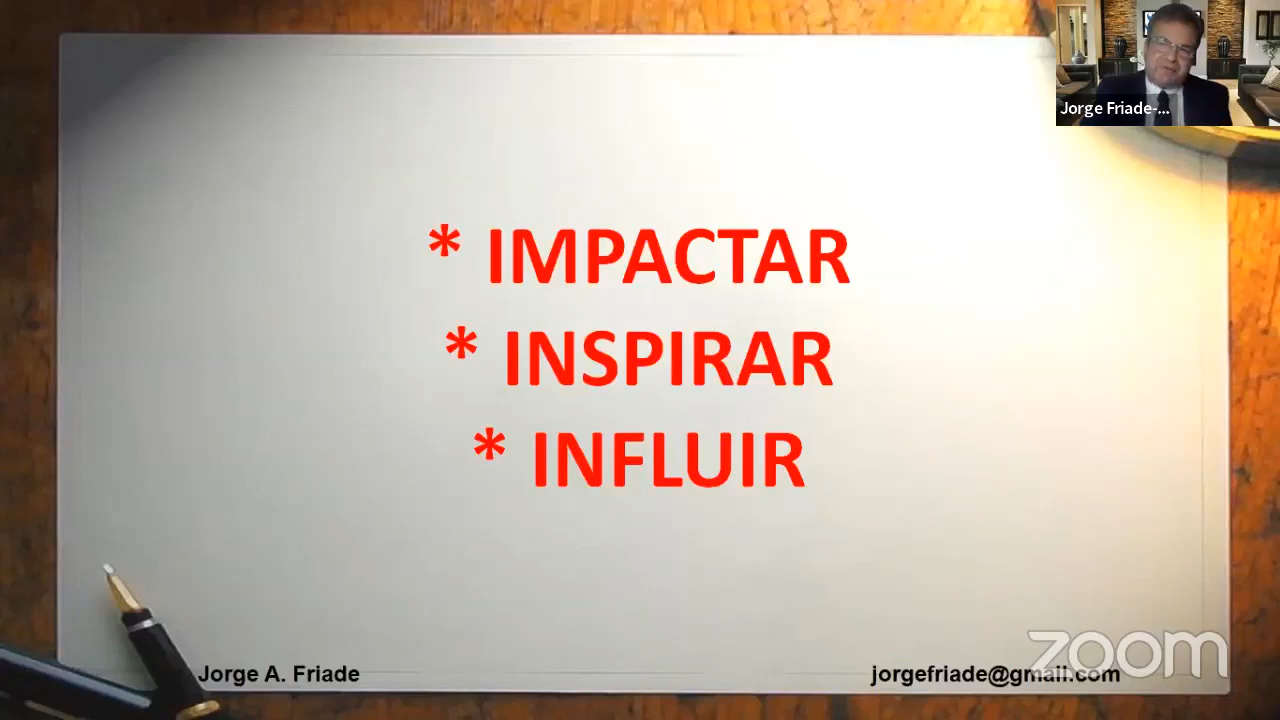 Jorge Friade-...
* IMPACTAR
* INSPIRAR
* INFLUIR
Jorge A. Friade
jorgefriade@gmail.com
zoom